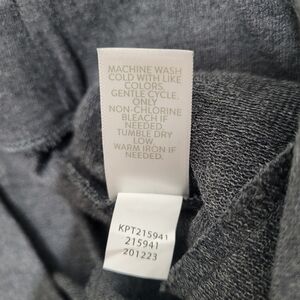 MACHINE WASH
COLD WITH LIKE
COLORS,
GENTLE CYCLE.
ONLY
NON-CHLORINE
BLEACH IF
NEEDED.
TUMBLE DRY
LOW.
WARM IRON IF
NEEDED.
KPT215941
215941
201223